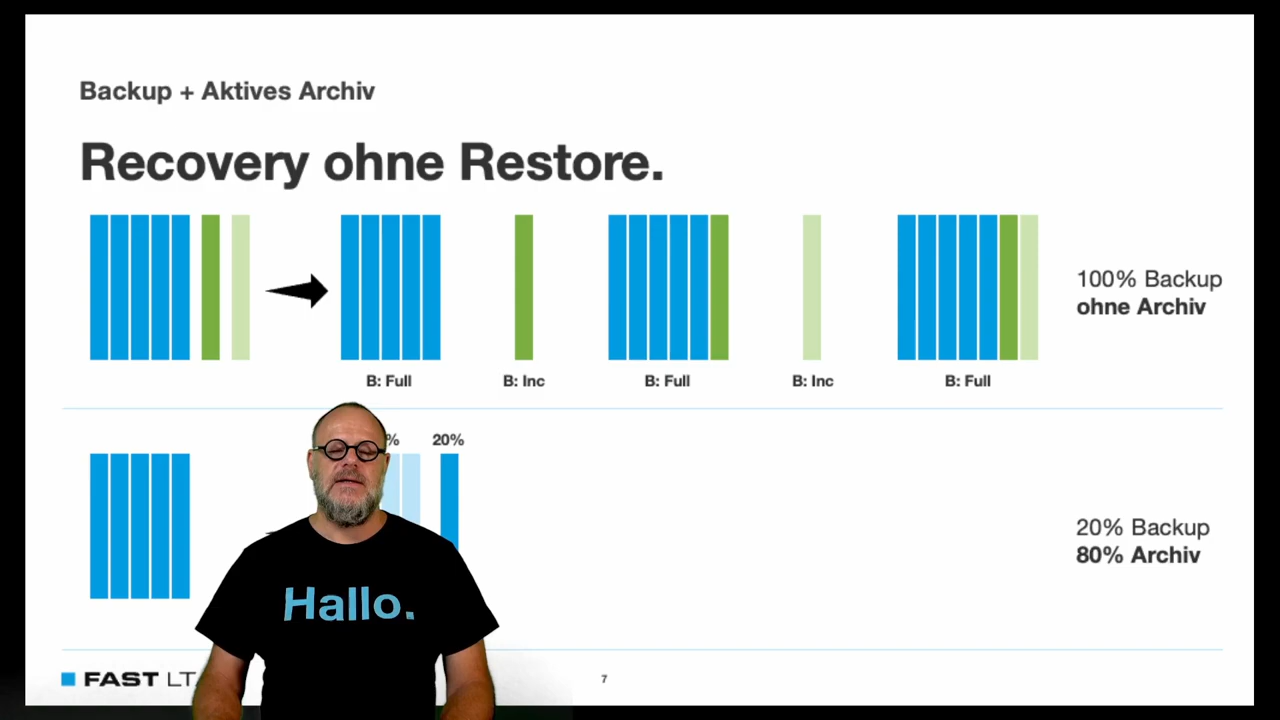 Backup + Aktives Archiv
Recovery ohne Restore.
100% Backup
ohne Archiv
B: Full
B: Inc
B: Full
B: Inc
B: Full
% 20%
20% Backup
80% Archiv
Hallo.
FAST LT
7